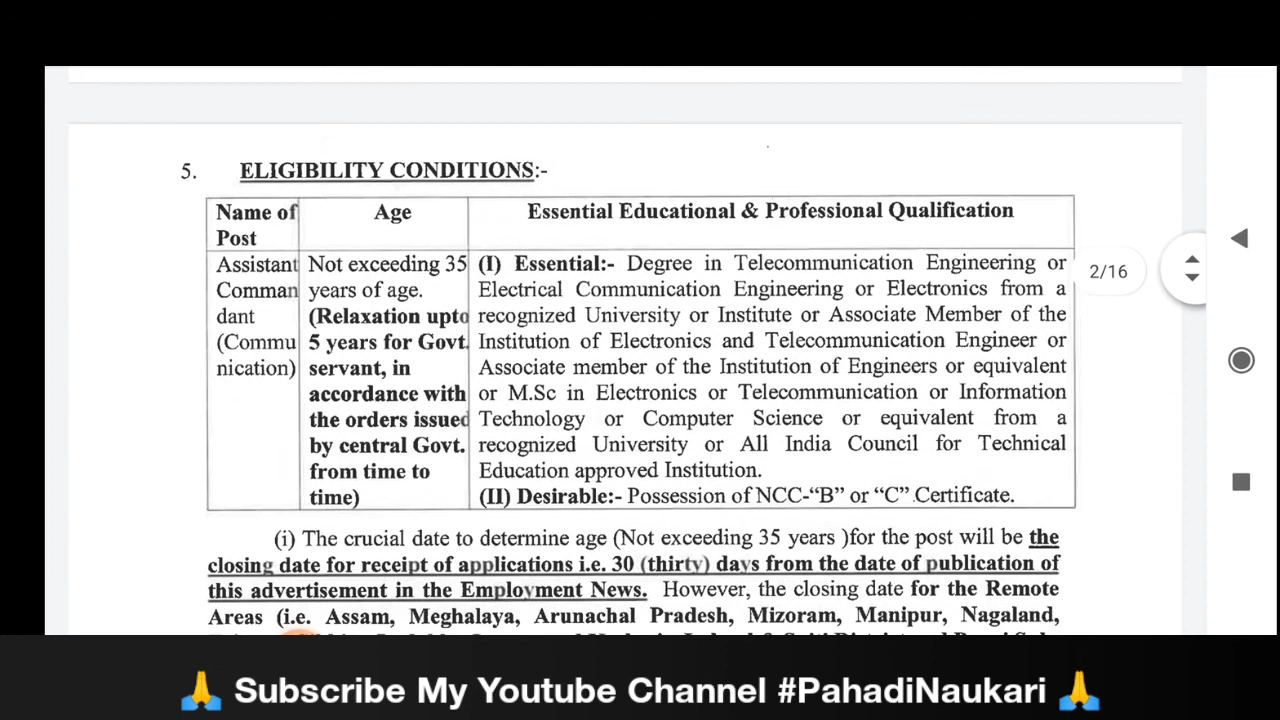 5. ELIGIBILITY CONDITIONS:-
Name of Post
Age
Essential Educational & Professional Qualification
Assistant
Comman
dant
(Commu
nication)
Not exceeding 35
years of age.
(Relaxation upto
5 years for Govt.
servant, in
accordance with
the orders issued
by central Govt.
from time to
time)
(I) Essential:- Degree in Telecommunication Engineering or
Electrical Communication Engineering or Electronics from a
recognized University or Institute or Associate Member of the
Institution of Electronics and Telecommunication Engineer or
Associate member of the Institution of Engineers or equivalent
or M.Sc in Electronics or Telecommunication or Information
Technology or Computer Science or equivalent from a
recognized University or All India Council for Technical
Education approved Institution.
(II) Desirable:- Possession of NCC-“B” or “C” Certificate.
2/16
(i) The crucial date to determine age (Not exceeding 35 years )for the post will be the
closing date for receipt of applications i.e. 30 (thirty) days from the date of publication of
this advertisement in the Employment News. However, the closing date for the Remote
Areas (i.e. Assam, Meghalaya, Arunachal Pradesh, Mizoram, Manipur, Nagaland,
🙏 Subscribe My Youtube Channel #PahadiNaukari 🙏